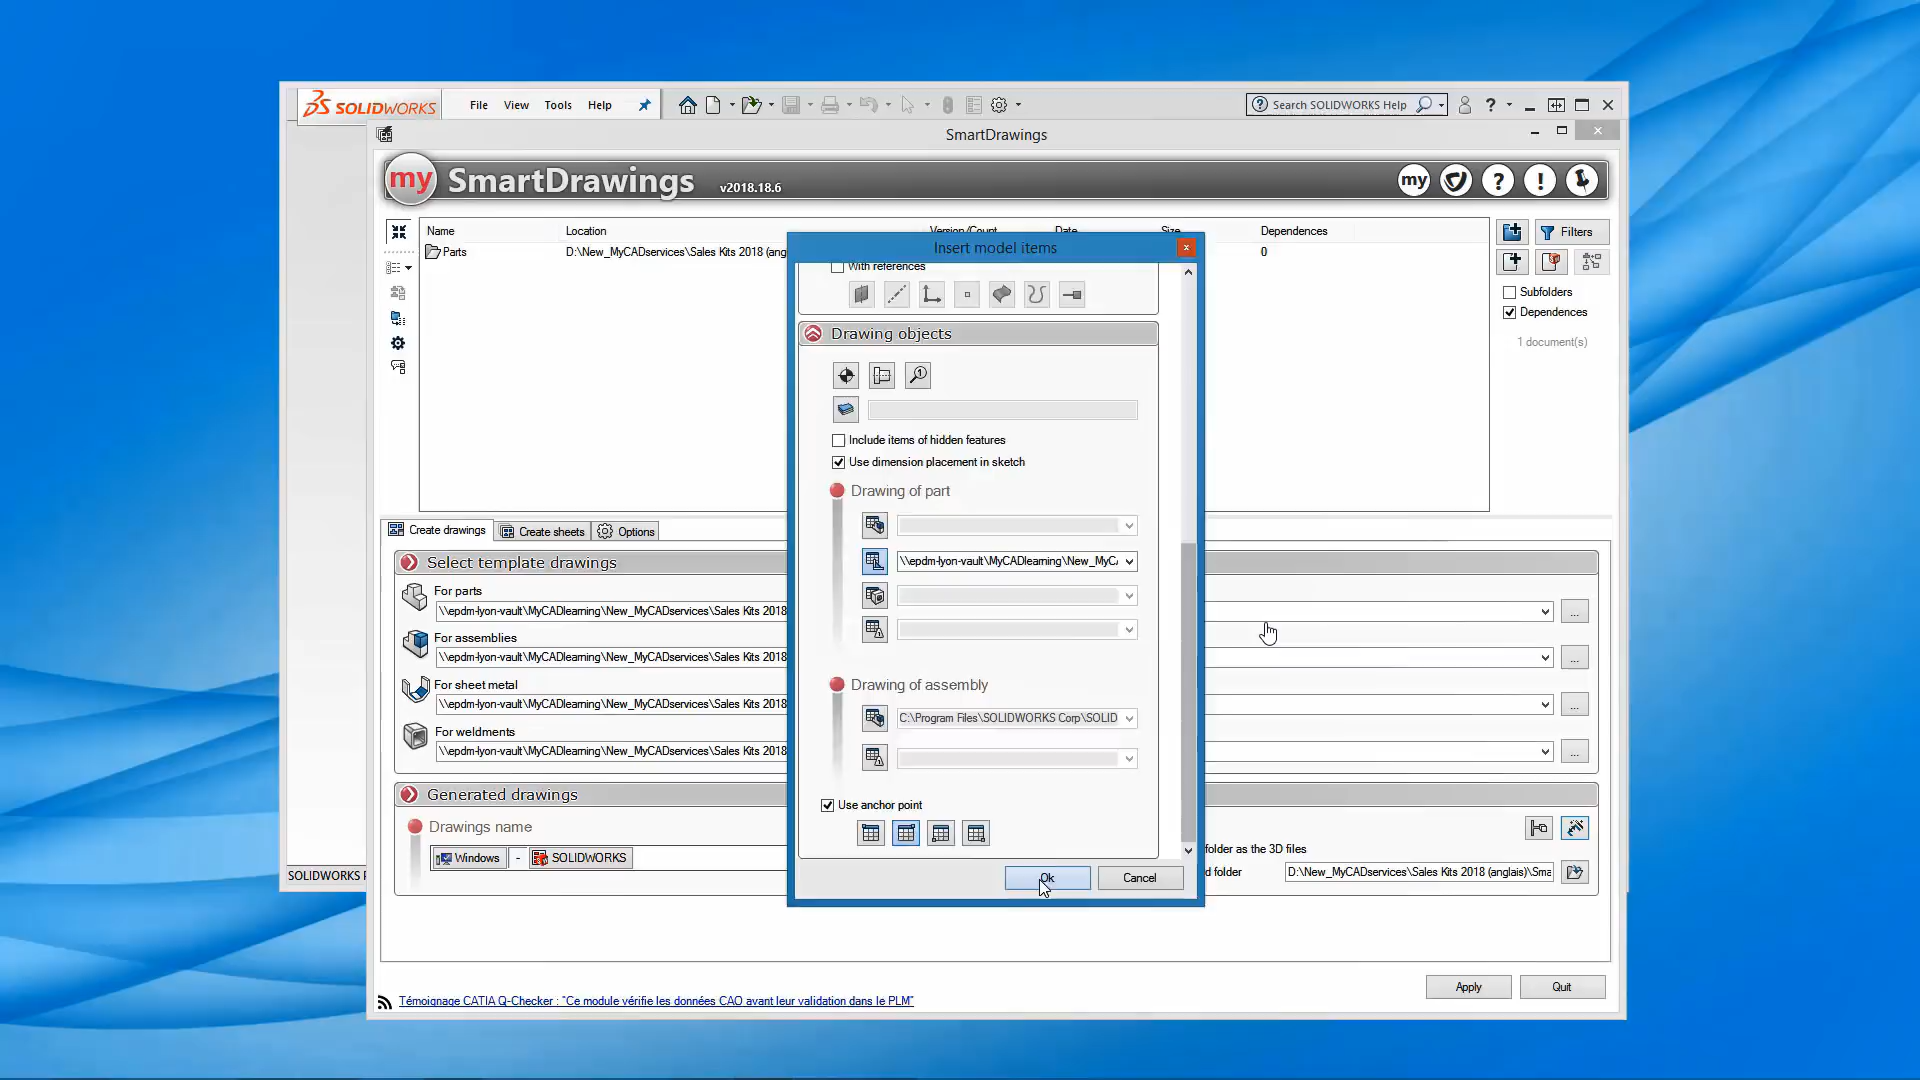 SOLIDWORKS File View Tools Help Search SOLIDWORKS Help ?
SmartDrawings
my SmartDrawings v2018.18.6 my ? !
Name Location Version/Count Date Size Dependences Filters
Parts D:\New_MyCADservices\Sales Kits 2018 (ang 0
Subfolders
Dependences
1 document(s)
Insert model items
With references
Drawing objects
Include items of hidden features
Use dimension placement in sketch
Drawing of part
\\epdm-lyon-vault\MyCADlearning\New_MyC
Drawing of assembly
C:\Program Files\SOLIDWORKS Corp\SOLID
Use anchor point
Ok Cancel
Create drawings Create sheets Options
Select template drawings
For parts
\\epdm-lyon-vault\MyCADlearning\New_MyCADservices\Sales Kits 2018 ...
For assemblies
\\epdm-lyon-vault\MyCADlearning\New_MyCADservices\Sales Kits 2018 ...
For sheet metal
\\epdm-lyon-vault\MyCADlearning\New_MyCADservices\Sales Kits 2018 ...
For weldments
\\epdm-lyon-vault\MyCADlearning\New_MyCADservices\Sales Kits 2018 ...
Generated drawings
Drawings name
Windows - SOLIDWORKS
folder as the 3D files
d folder D:\New_MyCADservices\Sales Kits 2018 (anglais)\Sma
SOLIDWORKS
Témoignage CATIA Q-Checker : "Ce module vérifie les données CAO avant leur validation dans le PLM"
Apply Quit